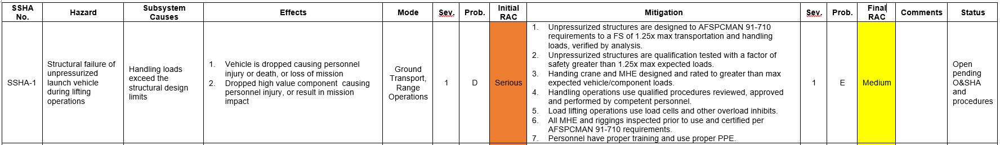 SSHA No.
Hazard
Subsystem Causes
Effects
Mode
Sev.
Prob.
Initial RAC
Mitigation
Sev.
Prob.
Final RAC
Comments
Status
SSHA-1
Structural failure of
unpressurized
launch vehicle
during lifting
operations
Handling loads
exceed the
structural design
limits
1. Vehicle is dropped causing personnel
injury or death, or loss of mission
2. Dropped high value component causing
personnel injury, or result in mission
impact
Ground
Transport,
Range
Operations
1
D
Serious
1. Unpressurized structures are designed to AFSPCMAN 91-710
requirements to a FS of 1.25x max transportation and handling
loads, verified by analysis.
2. Unpressurized structures are qualification tested with a factor of
safety greater than 1.25x max expected loads.
3. Handing crane and MHE designed and rated to greater than max
expected vehicle/component loads.
4. Handling operations use qualified procedures reviewed, approved
and performed by competent personnel.
5. Load lifting operations use load cells and other overload inhibits.
6. All MHE and riggings inspected prior to use and certified per
AFSPCMAN 91-710 requirements.
7. Personnel have proper training and use proper PPE.
1
E
Medium
Open
pending
O&SHA
and
procedures